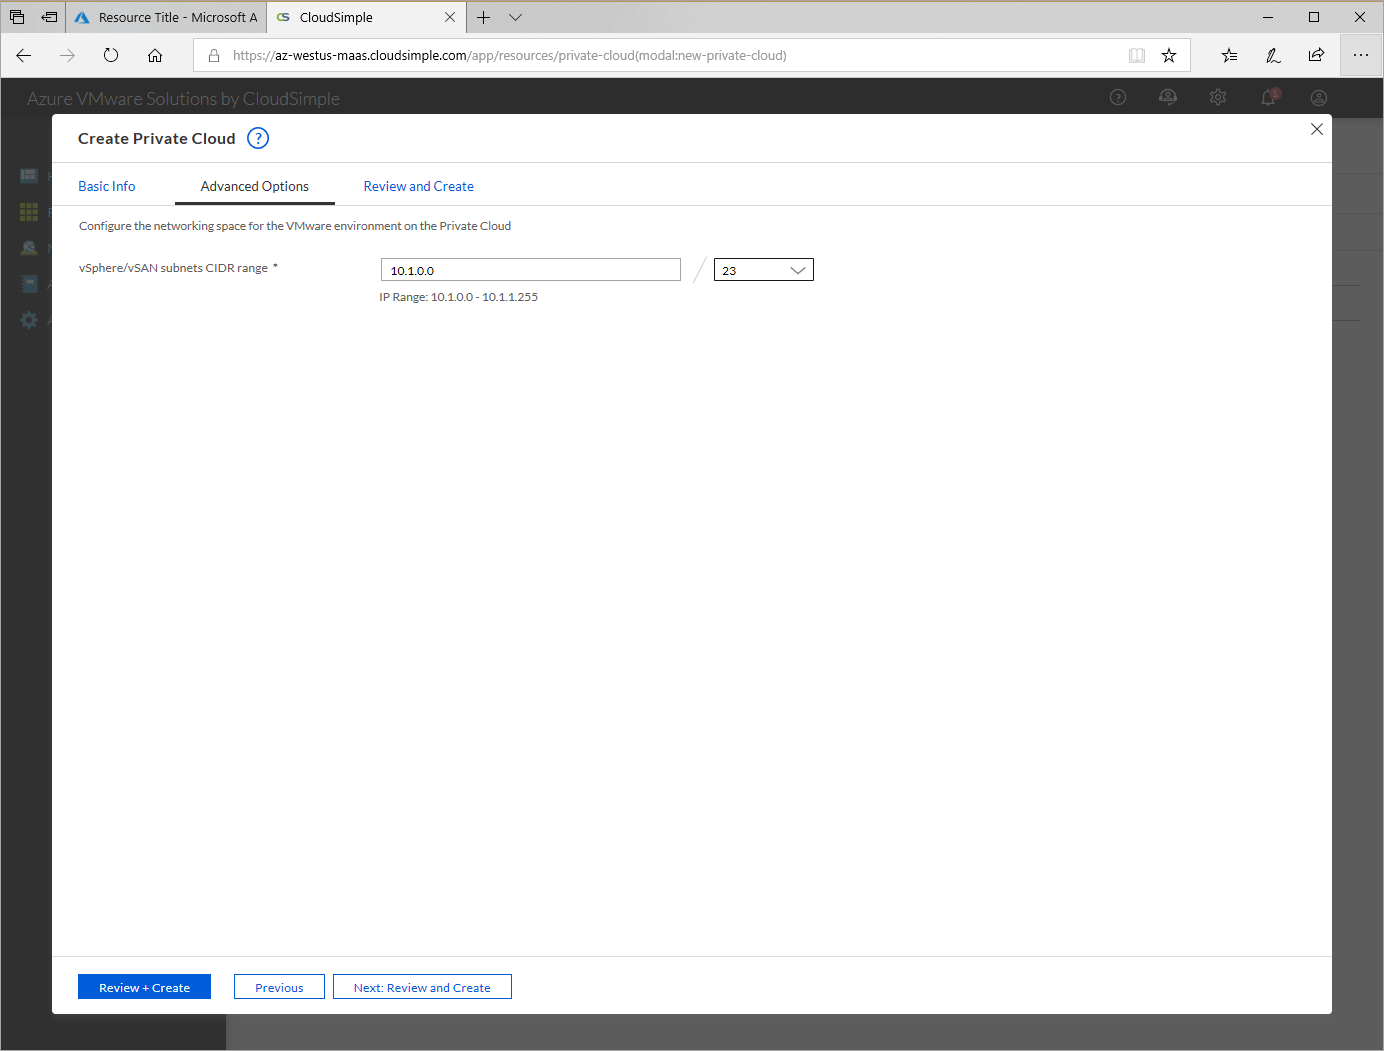 Resource Title - Microsoft A
CloudSimple
https://az-westus-maas.cloudsimple.com/app/resources/private-cloud(modal:new-private-cloud)
Azure VMware Solutions by CloudSimple
Create Private Cloud
Basic Info
Advanced Options
Review and Create
Configure the networking space for the VMware environment on the Private Cloud
vSphere/vSAN subnets CIDR range *
10.1.0.0
23
IP Range: 10.1.0.0 - 10.1.1.255
Review + Create
Previous
Next: Review and Create